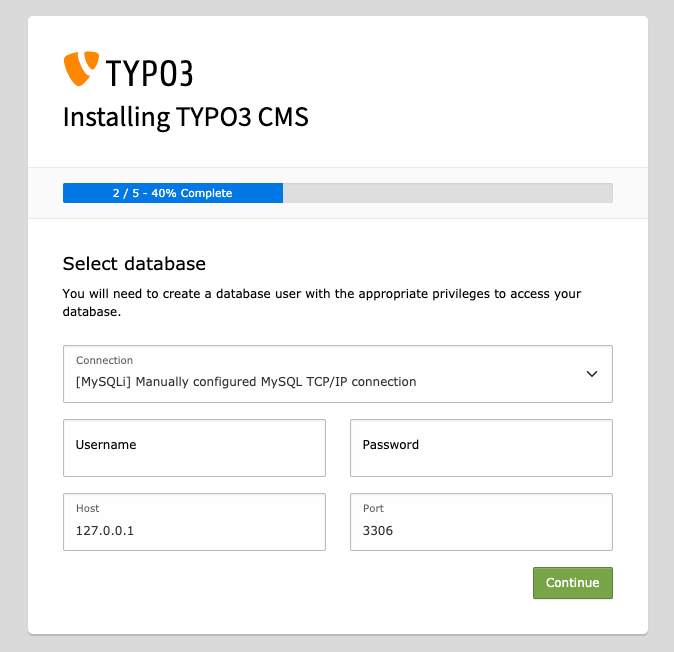 TYPO3
Installing TYPO3 CMS
2 / 5 - 40% Complete
Select database
You will need to create a database user with the appropriate privileges to access your
database.
Connection
[MySQLi] Manually configured MySQL TCP/IP connection
Username
Password
Host
127.0.0.1
Port
3306
Continue